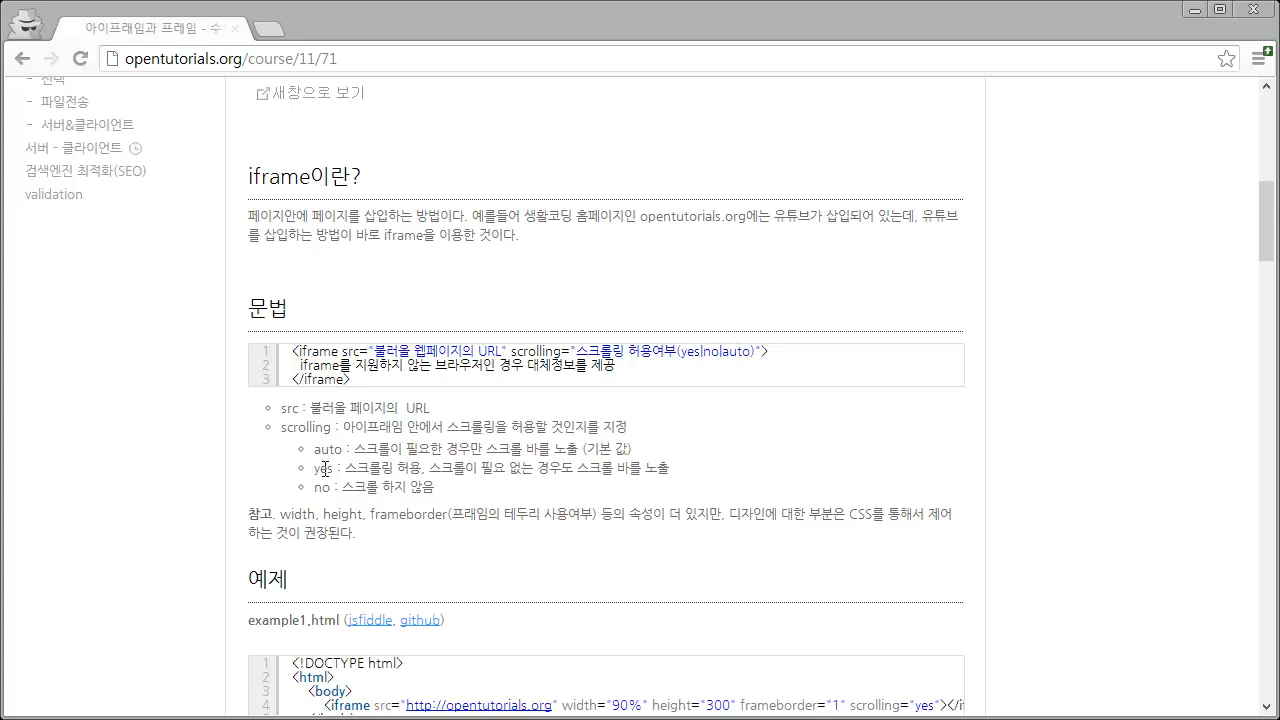 아이프래임과 프레임 - 수
opentutorials.org/course/11/71
- 선택
- 파일전송
- 서버&클라이언트
서버 - 클라이언트
검색엔진 최적화(SEO)
validation
새창으로 보기
iframe이란?
페이지안에 페이지를 삽입하는 방법이다. 예를들어 생활코딩 홈페이지인 opentutorials.org에는 유튜브가 삽입되어 있는데, 유튜브
를 삽입하는 방법이 바로 iframe을 이용한 것이다.
문법
1 <iframe src="불러올 웹페이지의 URL" scrolling="스크롤링 허용여부(yes|no|auto)">
2 iframe를 지원하지 않는 브라우저인 경우 대체정보를 제공
3 </iframe>
src : 불러올 페이지의 URL
scrolling : 아이프래임 안에서 스크롤링을 허용할 것인지를 지정
auto : 스크롤이 필요한 경우만 스크롤 바를 노출 (기본 값)
yes : 스크롤링 허용, 스크롤이 필요 없는 경우도 스크롤 바를 노출
no : 스크롤 하지 않음
참고. width, height, frameborder(프래임의 테두리 사용여부) 등의 속성이 더 있지만, 디자인에 대한 부분은 CSS를 통해서 제어
하는 것이 권장된다.
예제
example1.html (jsfiddle, github)
1 <!DOCTYPE html>
2 <html>
3 <body>
4 <iframe src="http://opentutorials.org" width="90%" height="300" frameborder="1" scrolling="yes"></i